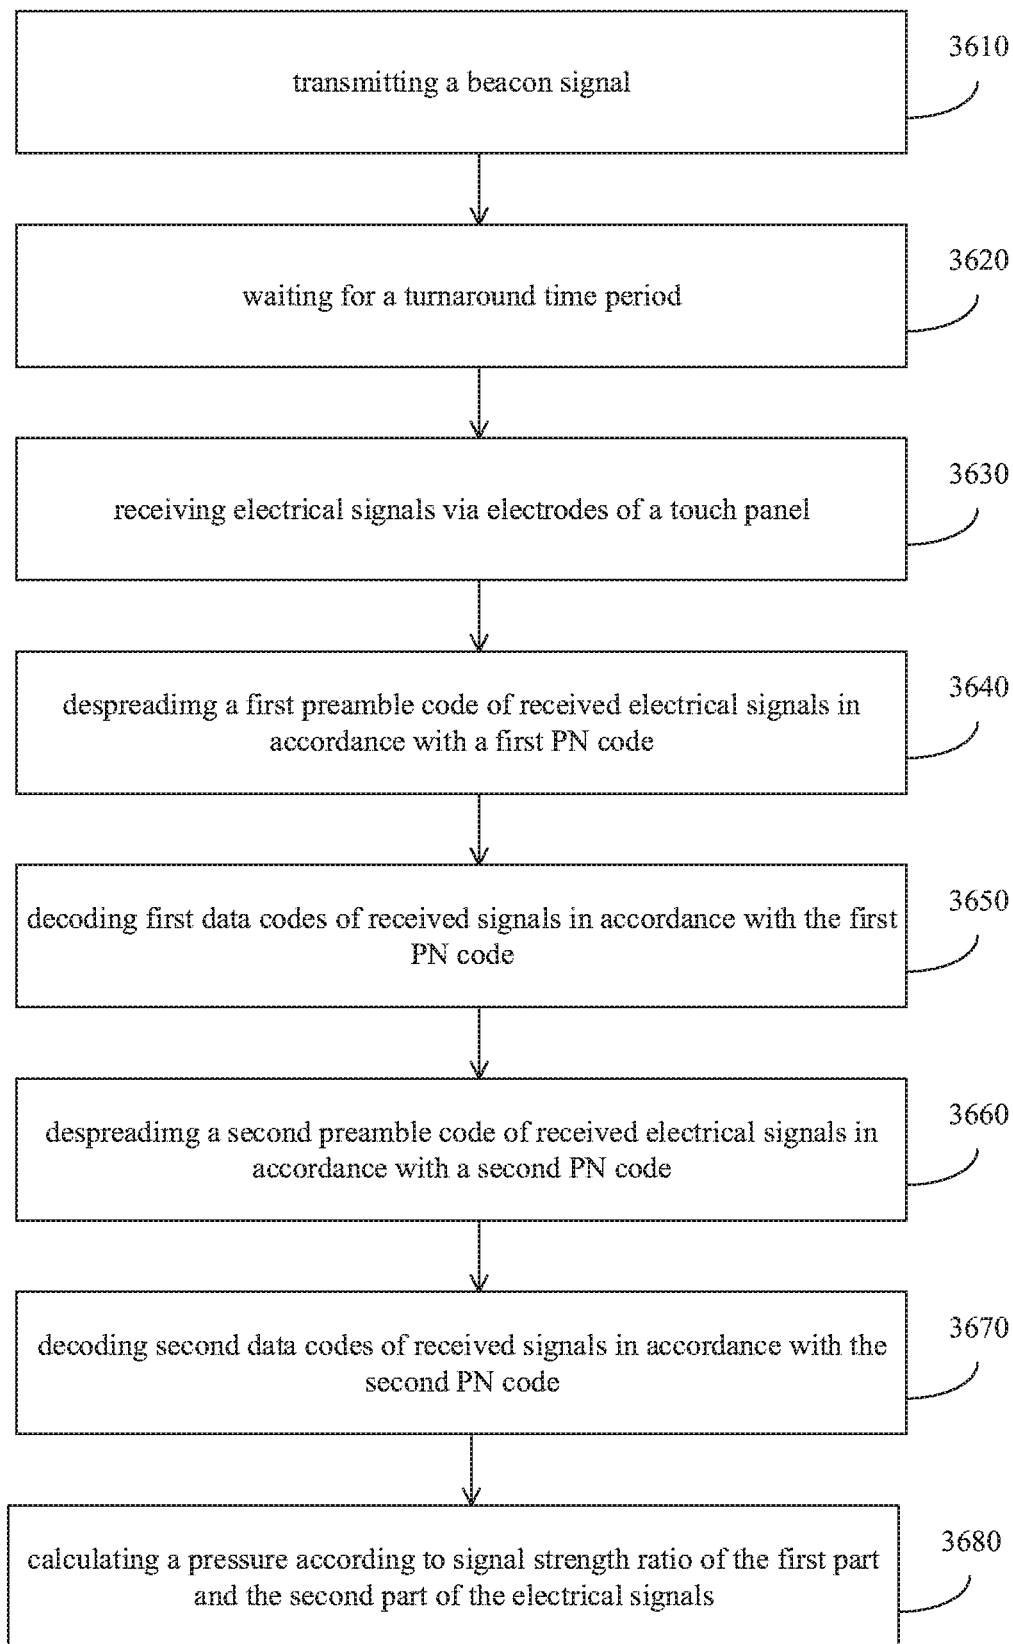 3610
transmitting a beacon signal
3620
waiting for a turnaround time period
3630
receiving electrical signals via electrodes of a touch panel
3640
despreadimg a first preamble code of received electrical signals in
accordance with a first PN code
3650
decoding first data codes of received signals in accordance with the first
PN code
3660
despreadimg a second preamble code of received electrical signals in
accordance with a second PN code
3670
decoding second data codes of received signals in accordance with the
second PN code
3680
calculating a pressure according to signal strength ratio of the first part
and the second part of the electrical signals